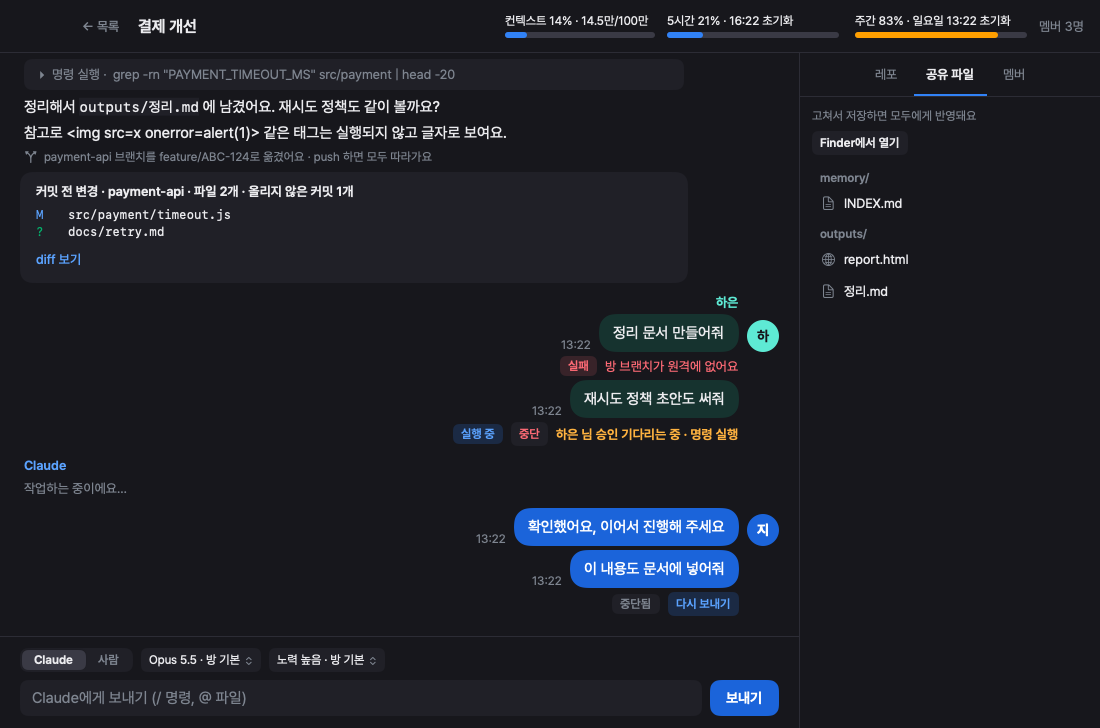 ← 목록
결제 개선
컨텍스트 14% · 14.5만/100만
5시간 21% · 16:22 초기화
주간 83% · 일요일 13:22 초기화
멤버 3명
명령 실행 · grep -rn "PAYMENT_TIMEOUT_MS" src/payment | head -20
정리해서 outputs/정리.md 에 남겼어요. 재시도 정책도 같이 볼까요?
참고로 <img src=x onerror=alert(1)> 같은 태그는 실행되지 않고 글자로 보여요.
payment-api 브랜치를 feature/ABC-124로 옮겼어요 · push 하면 모두 따라가요
커밋 전 변경 · payment-api · 파일 2개 · 올리지 않은 커밋 1개
M src/payment/timeout.js
? docs/retry.md
diff 보기
하은
정리 문서 만들어줘
하
13:22
실패 방 브랜치가 원격에 없어요
재시도 정책 초안도 써줘
13:22
실행 중 중단 하은 님 승인 기다리는 중 · 명령 실행
Claude
작업하는 중이에요...
확인했어요, 이어서 진행해 주세요
지
13:22
이 내용도 문서에 넣어줘
13:22
중단됨 다시 보내기
Claude 사람 Opus 5.5 · 방 기본 노력 높음 · 방 기본
Claude에게 보내기 (/ 명령, @ 파일)
보내기
레포 공유 파일 멤버
고쳐서 저장하면 모두에게 반영돼요
Finder에서 열기
memory/
INDEX.md
outputs/
report.html
정리.md